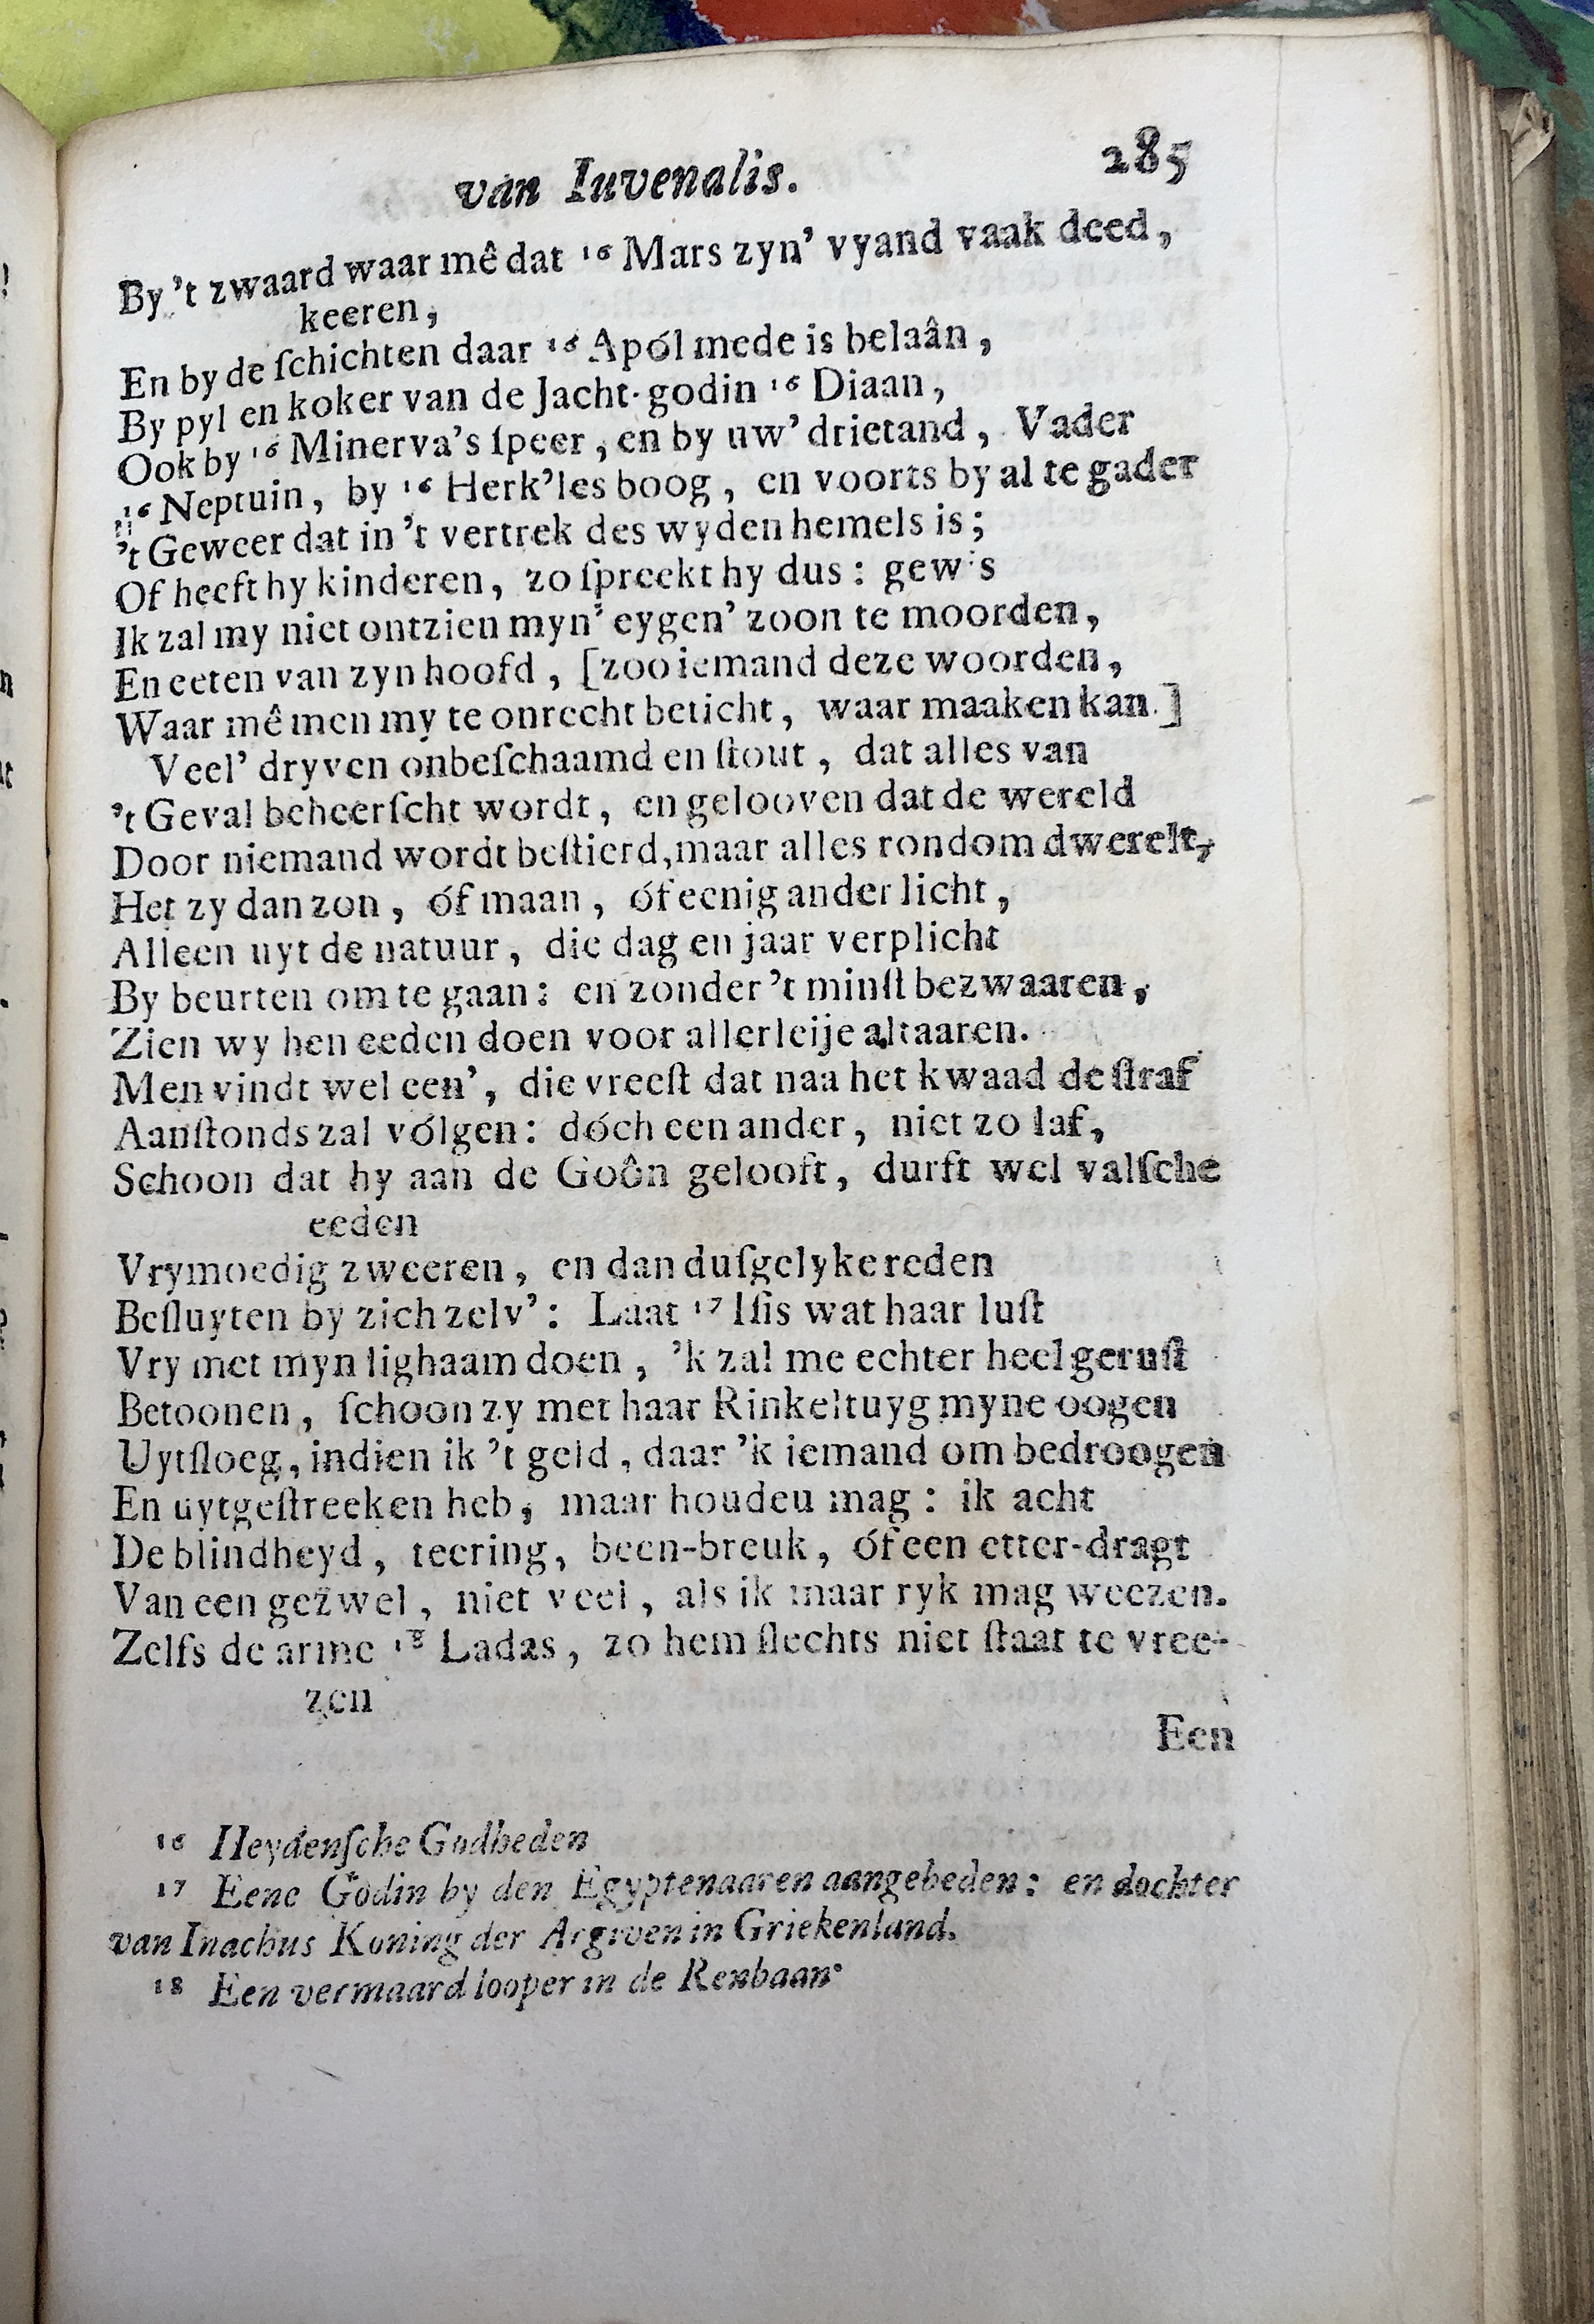 van Iuvenalis.
285
By 't zwaard waar mê dat ¹⁶ Mars zyn' vyand vaak deed,
keeren,
En by de ſchichten daar ¹⁶ Apól mede is belaân,
By pyl en koker van de Jacht-godin ¹⁶ Diaan,
Ook by ¹⁶ Minerva's ſpeer, en by uw' drietand, Vader
¹⁶ Neptuin, by ¹⁶ Herk'les boog, en voorts by al te gader
't Geweer dat in 't vertrek des wyden hemels is;
Of heeft hy kinderen, zo ſpreekt hy dus: gewis
Ik zal my niet ontzien myn' eygen' zoon te moorden,
En eeten van zyn hoofd, [zoo iemand deze woorden,
Waar mê men my te onrecht beticht, waar maaken kan.]
Veel' dryven onbeſchaamd en ſtout, dat alles van
't Geval beheerſcht wordt, en gelooven dat de wereld
Door niemand wordt beſtierd, maar alles rondom dwerelt,
Het zy dan zon, óf maan, óf eenig ander licht,
Alleen uyt de natuur, die dag en jaar verplicht
By beurten om te gaan: en zonder 't minſt bezwaaren,
Zien wy hen eeden doen voor allerleije altaaren.
Men vindt wel een', die vreeſt dat naa het kwaad de ſtraf
Aanſtonds zal vólgen: dóch een ander, niet zo laf,
Schoon dat hy aan de Goôn gelooft, durft wel valſche
eeden
Vrymoedig zweeren, en dan duſgelyke reden
Beſluyten by zich zelv': Laat ¹⁷ Iſis wat haar luſt
Vry met myn lighaam doen, 'k zal me echter heel geruſt
Betoonen, ſchoon zy met haar Rinkeltuyg myne oogen
Uytſloeg, indien ik 't geld, daar 'k iemand om bedroogen
En uytgeſtreeken heb, maar houdeu mag: ik acht
De blindheyd, teering, been-breuk, óf een etter-dragt
Van een gezwel, niet veel, als ik maar ryk mag weezen.
Zelfs de arme ¹⁸ Ladas, zo hem ſlechts niet ſtaat te vree-
zen
Een
¹⁶ Heydenſche Godheden
¹⁷ Eene Godin by den Egyptenaaren aangebeden: en dochter
van Inachus Koning der Argiven in Griekenland.
¹⁸ Een vermaard looper in de Renbaan.